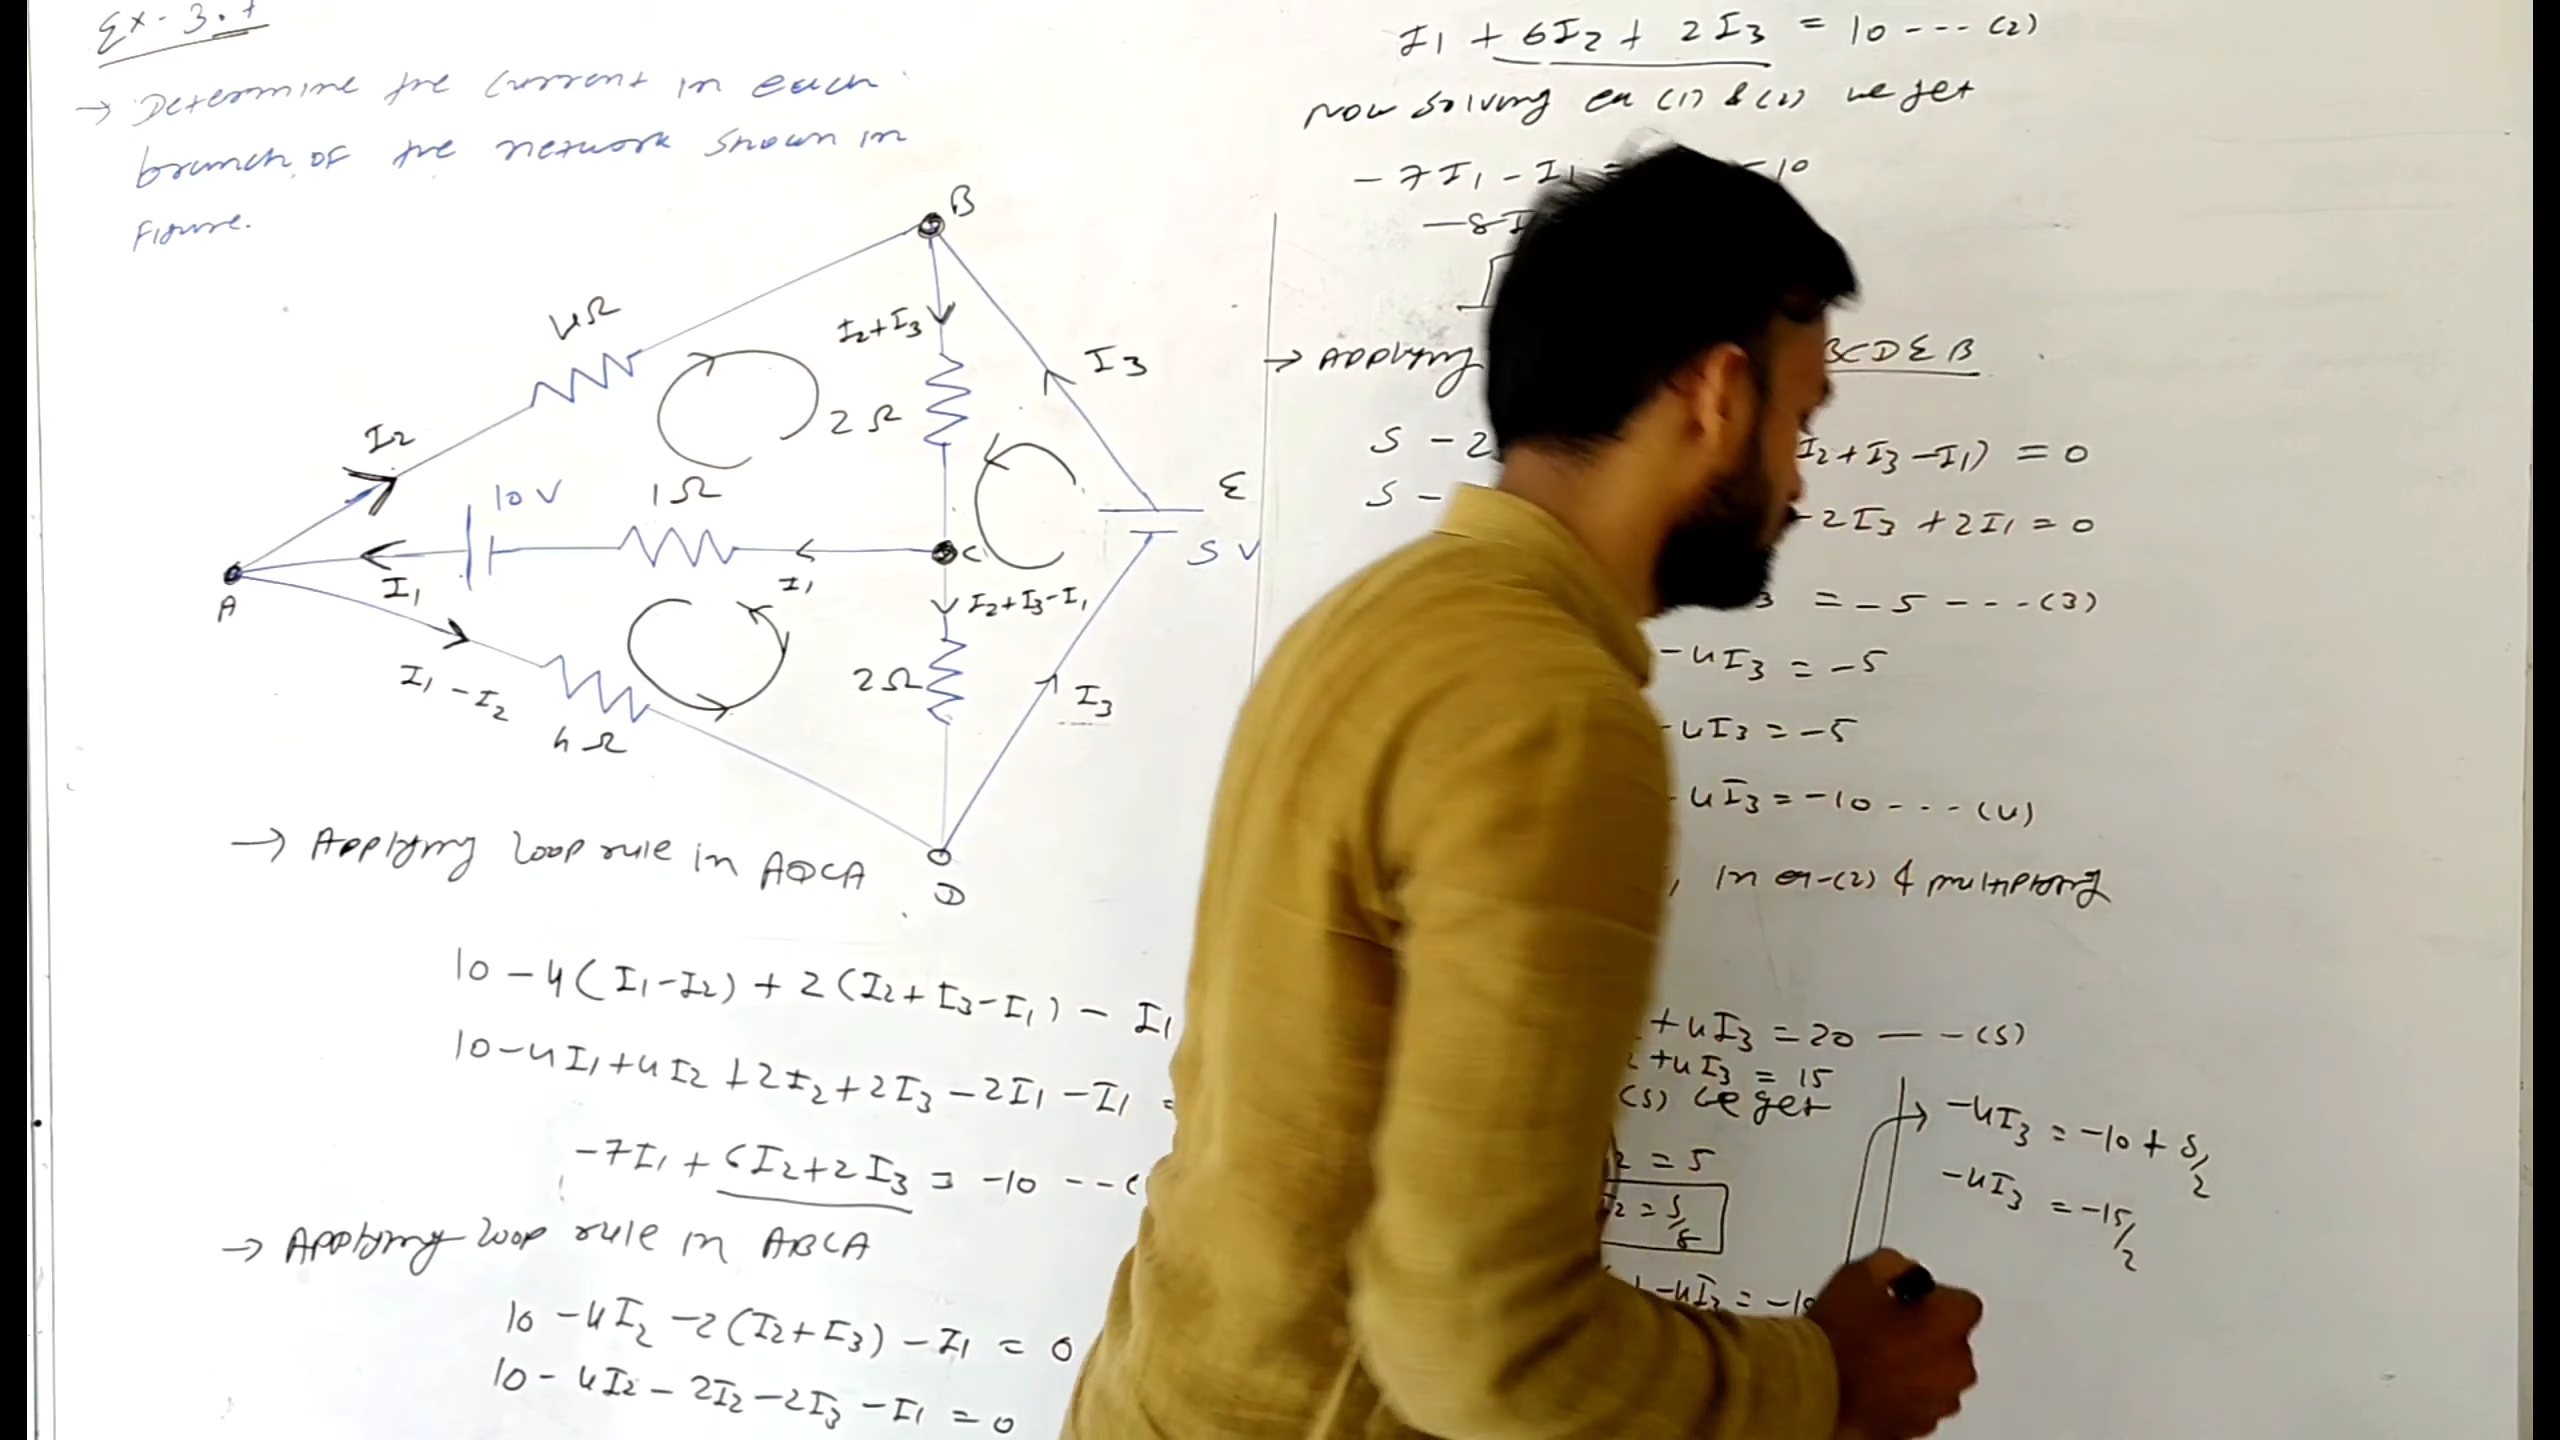 Ex- 3.7
→ Determine the current in each
branch of the network shown in
figure.
B
4Ω
I2+I3
I3
2Ω
I2
10V
1Ω
E
5V
A
I1
I1
C
I2+I3-I1
I1 - I2
2Ω
I3
4Ω
D
→ Applying loop rule in ADCA
10 - 4(I1-I2) + 2(I2+I3-I1) - I1
10-4I1+4I2+2I2+2I3-2I1-I1 =
-7I1 + 6I2+2I3 = -10 --(
→ Applying loop rule in ABCA
10 -4I2 -2(I2+I3) -I1 = 0
10- 4I2 - 2I2 -2I3 -I1 = 0
I1 + 6I2 + 2I3 = 10 --- (2)
Now solving eq (1) & (2) we get
-7I1 - I1 = -10
-8I
→ Applying BCDEB
5 - 2 I2+I3-I1) = 0
5 - -2I3 +2I1 = 0
3 = -5 --- (3)
-4I3 = -5
-4I3 = -5
-4I3 = -10 --- (4)
in eq-(2) & multiplying
+4I3 = 20 — -(5)
+4I3 = 15
(5) we get
2 = 5
I2 = 5/8
-4I3 = -10
-4I3 = -10 + 5/2
-4I3 = -15/2